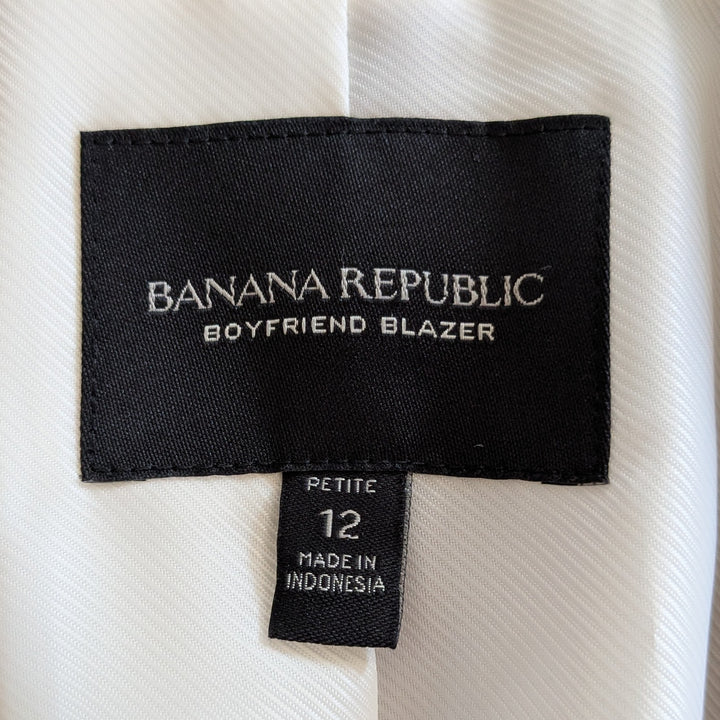 BANANA REPUBLIC
BOYFRIEND BLAZER
PETITE
12
MADE IN
INDONESIA